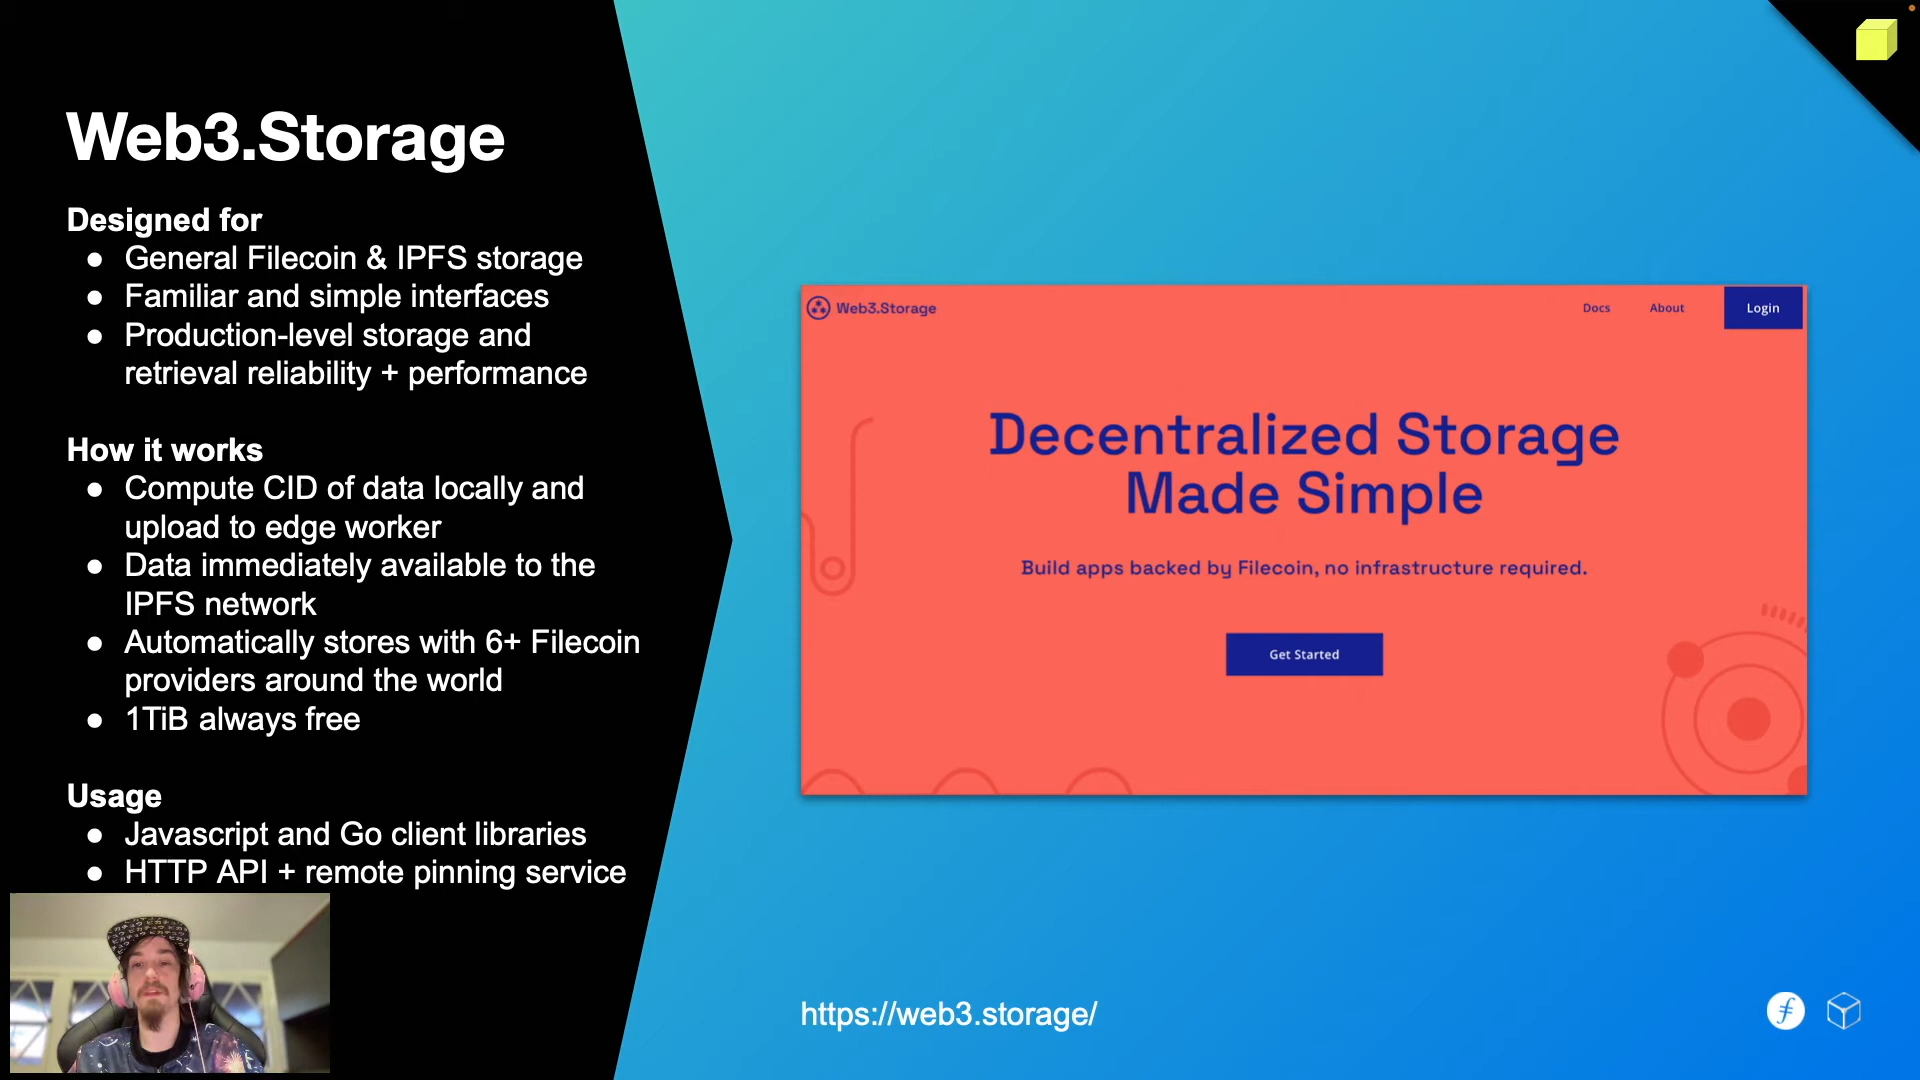 Web3.Storage
Designed for
● General Filecoin & IPFS storage
● Familiar and simple interfaces
● Production-level storage and
retrieval reliability + performance
How it works
● Compute CID of data locally and
upload to edge worker
● Data immediately available to the
IPFS network
● Automatically stores with 6+ Filecoin
providers around the world
● 1TiB always free
Usage
● Javascript and Go client libraries
● HTTP API + remote pinning service
Web3.Storage
Docs About Login
Decentralized Storage
Made Simple
Build apps backed by Filecoin, no infrastructure required.
Get Started
https://web3.storage/